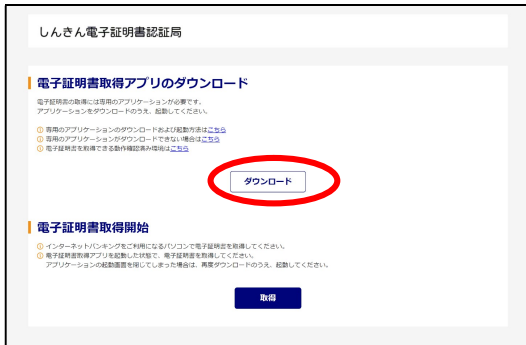 しんきん電子証明書認証局
電子証明書取得アプリのダウンロード
電子証明書の取得には専用のアプリケーションが必要です。
アプリケーションをダウンロードのうえ、起動してください。
専用のアプリケーションのダウンロードおよび起動方法はこちら
専用のアプリケーションがダウンロードできない場合はこちら
電子証明書を取得できる動作確認済み環境はこちら
ダウンロード
電子証明書取得開始
インターネットバンキングをご利用になるパソコンで電子証明書を取得してください。
電子証明書取得アプリを起動した状態で、電子証明書を取得してください。
アプリケーションの起動画面を閉じてしまった場合は、再度ダウンロードのうえ、起動してください。
取得